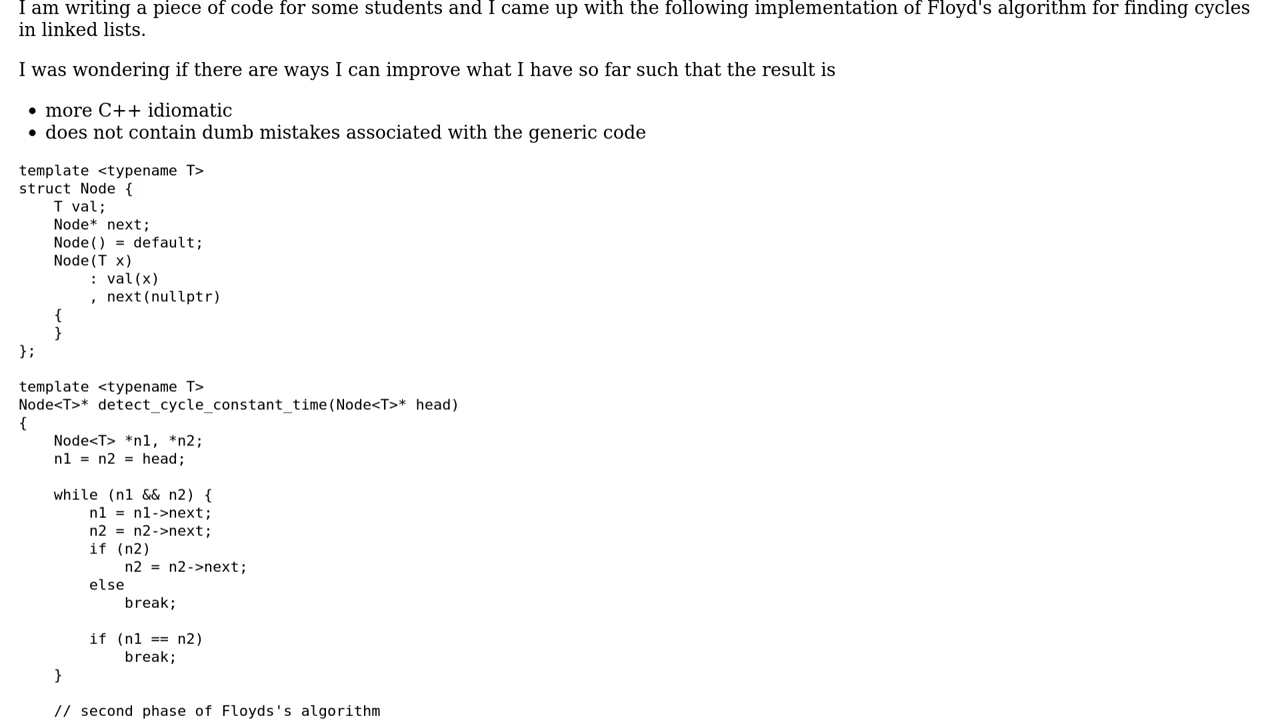 I am writing a piece of code for some students and I came up with the following implementation of Floyd's algorithm for finding cycles
in linked lists.
I was wondering if there are ways I can improve what I have so far such that the result is
• more C++ idiomatic
• does not contain dumb mistakes associated with the generic code
template <typename T>
struct Node {
    T val;
    Node* next;
    Node() = default;
    Node(T x)
        : val(x)
        , next(nullptr)
    {
    }
};
template <typename T>
Node<T>* detect_cycle_constant_time(Node<T>* head)
{
    Node<T> *n1, *n2;
    n1 = n2 = head;
    while (n1 && n2) {
        n1 = n1->next;
        n2 = n2->next;
        if (n2)
            n2 = n2->next;
        else
            break;
        if (n1 == n2)
            break;
    }
    // second phase of Floyds's algorithm